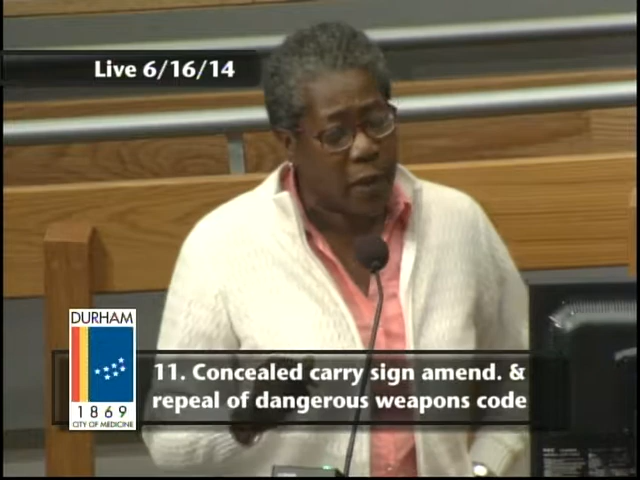 Live 6/16/14
DURHAM
1869
CITY OF MEDICINE
11. Concealed carry sign amend. &
repeal of dangerous weapons code